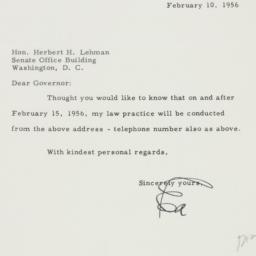 February 10, 1956
Hon. Herbert H. Lehman
Senate Office Building
Washington, D. C.
Dear Governor:
Thought you would like to know that on and after
February 15, 1956, my law practice will be conducted
from the above address - telephone number also as above.
With kindest personal regards,
Sincerely yours,